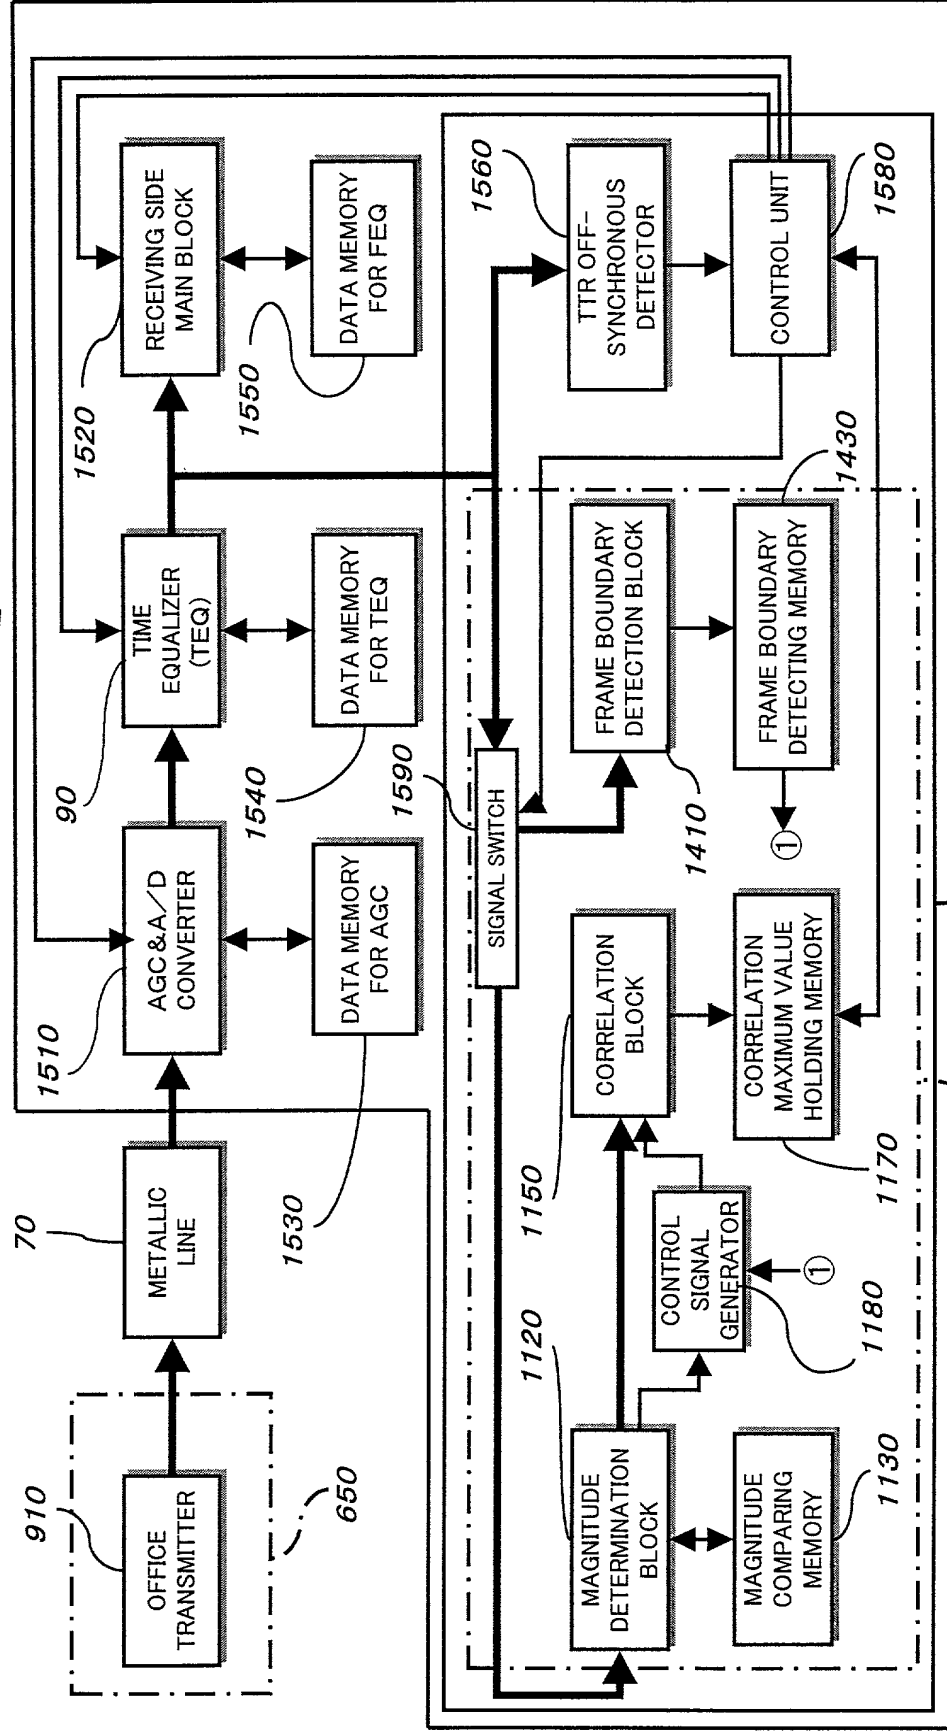 910
OFFICE
TRANSMITTER
650
70
METALLIC
LINE
1510
AGC&A/D
CONVERTER
DATA MEMORY
FOR AGC
1530
90
TIME
EQUALIZER
(TEQ)
DATA MEMORY
FOR TEQ
1540
1520
RECEIVING SIDE
MAIN BLOCK
DATA MEMORY
FOR FEQ
1550
1590
SIGNAL SWITCH
1120
MAGNITUDE
DETERMINATION
BLOCK
MAGNITUDE
COMPARING
MEMORY
1130
CONTROL
SIGNAL
GENERATOR
1180
①
1150
CORRELATION
BLOCK
CORRELATION
MAXIMUM VALUE
HOLDING MEMORY
1170
FRAME BOUNDARY
DETECTION BLOCK
1410
FRAME BOUNDARY
DETECTING MEMORY
1430
①
1560
TTR OFF-
SYNCHRONOUS
DETECTOR
CONTROL UNIT
1580